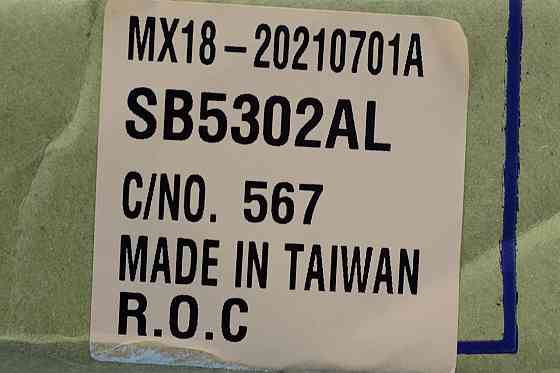 MX18-20210701A
SB5302AL
C/NO. 567
MADE IN TAIWAN
R.O.C